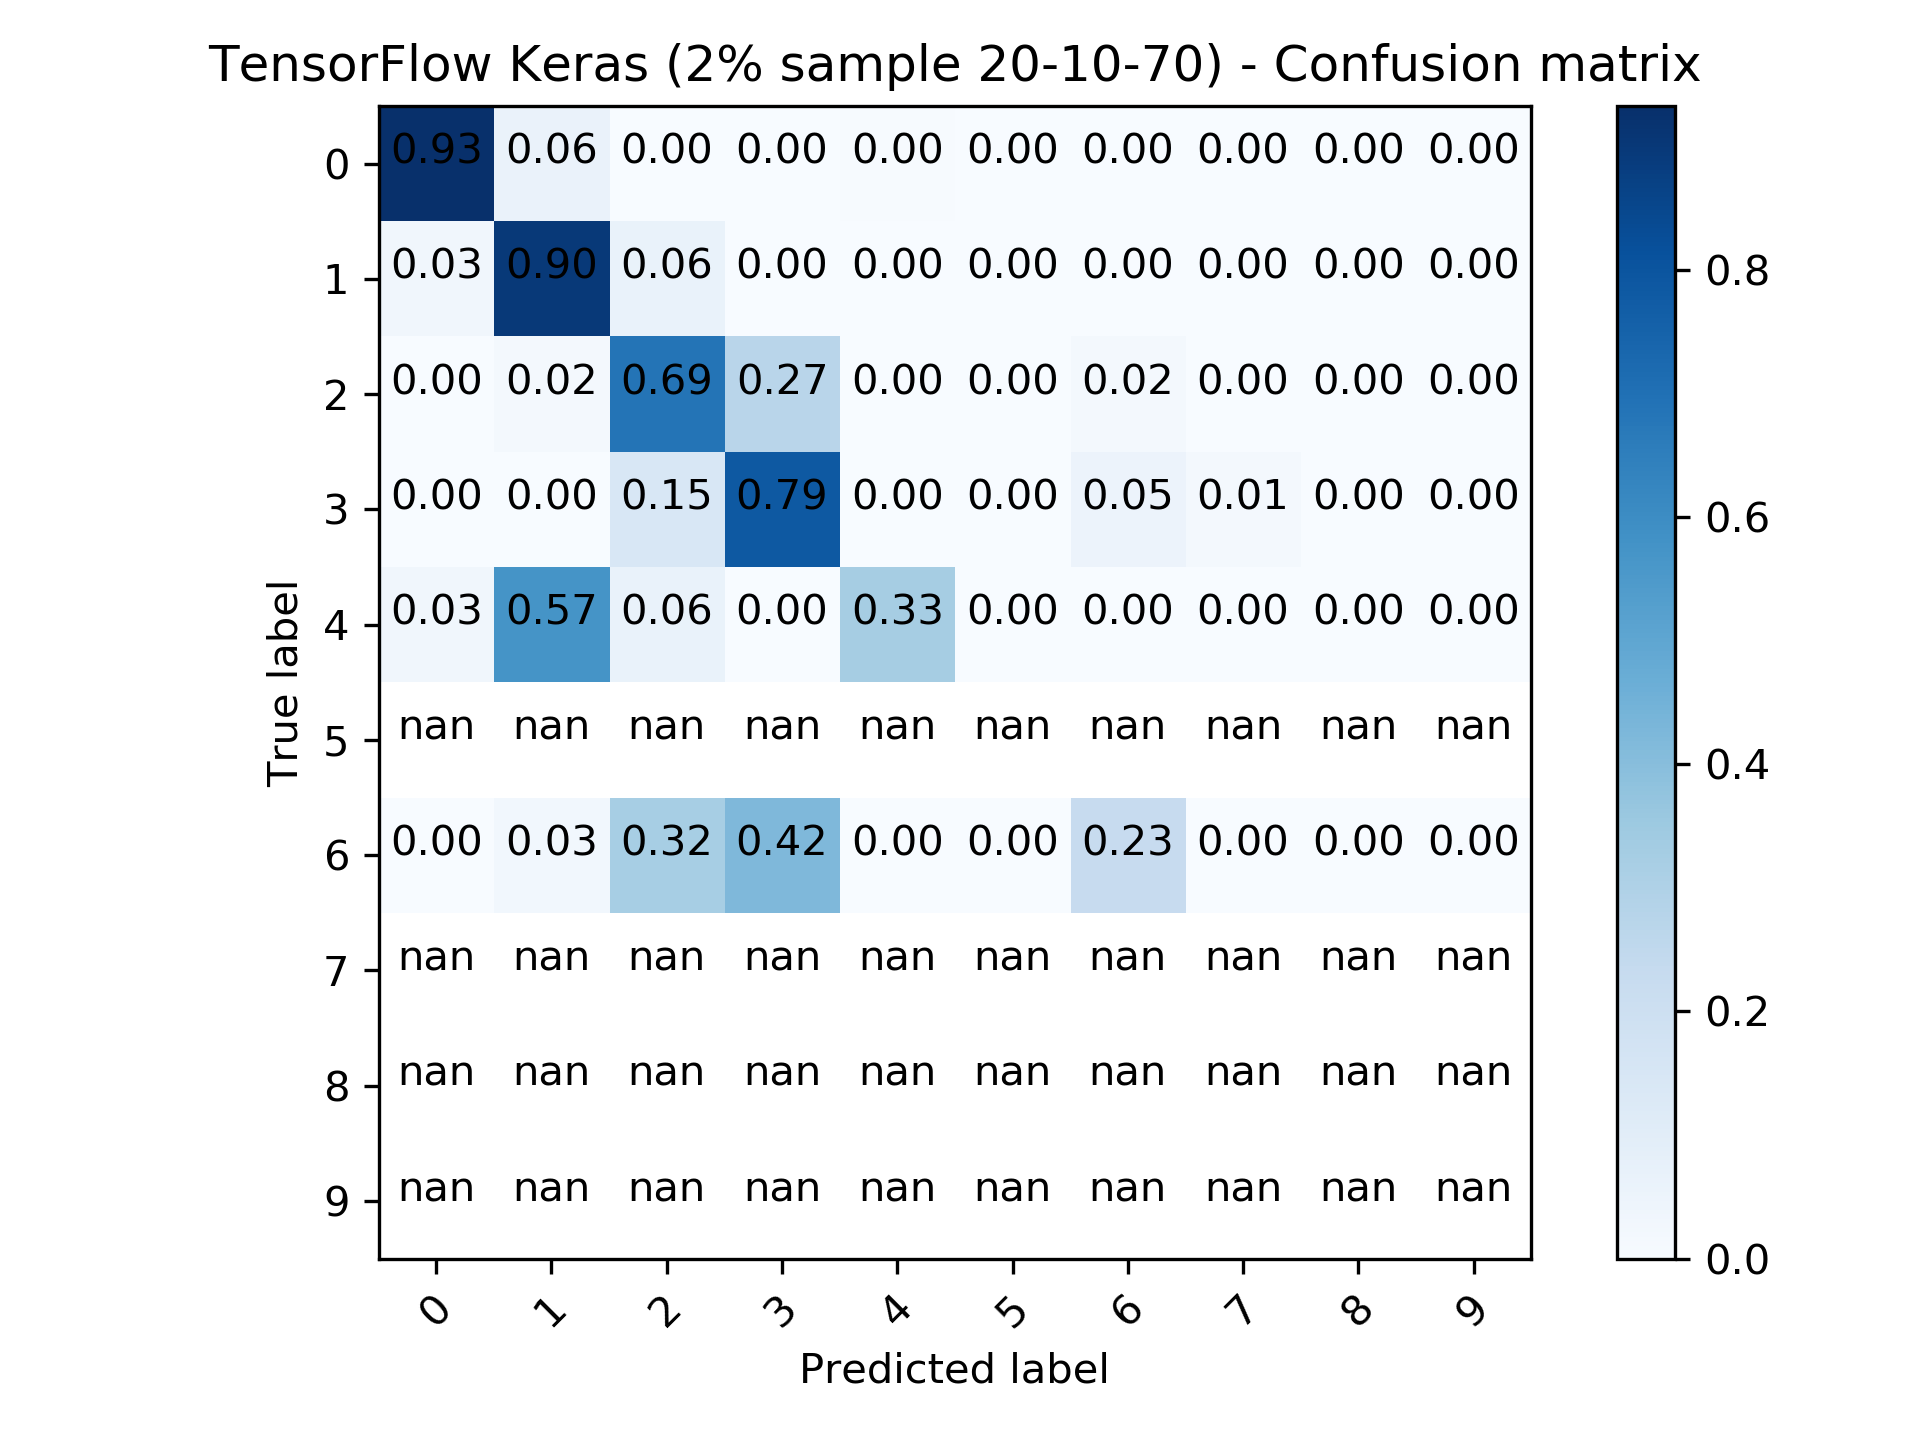 TensorFlow Keras (2% sample 20-10-70) - Confusion matrix
0 0.93 0.06 0.00 0.00 0.00 0.00 0.00 0.00 0.00 0.00
1 0.03 0.90 0.06 0.00 0.00 0.00 0.00 0.00 0.00 0.00
2 0.00 0.02 0.69 0.27 0.00 0.00 0.02 0.00 0.00 0.00
3 0.00 0.00 0.15 0.79 0.00 0.00 0.05 0.01 0.00 0.00
4 0.03 0.57 0.06 0.00 0.33 0.00 0.00 0.00 0.00 0.00
5 nan nan nan nan nan nan nan nan nan nan
6 0.00 0.03 0.32 0.42 0.00 0.00 0.23 0.00 0.00 0.00
7 nan nan nan nan nan nan nan nan nan nan
8 nan nan nan nan nan nan nan nan nan nan
9 nan nan nan nan nan nan nan nan nan nan
0 1 2 3 4 5 6 7 8 9
Predicted label
True label
0.8
0.6
0.4
0.2
0.0